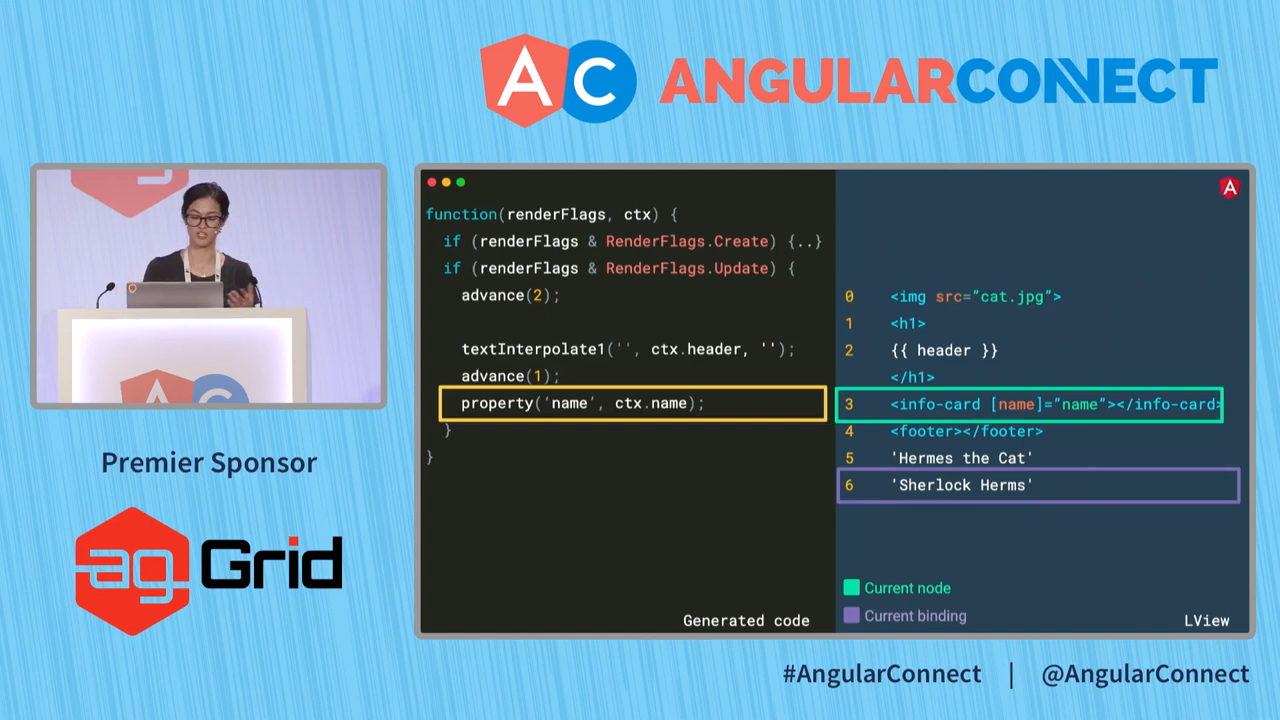 AC ANGULARCONNECT
function(renderFlags, ctx) {
if (renderFlags & RenderFlags.Create) {..}
if (renderFlags & RenderFlags.Update) {
advance(2);
textInterpolate1('', ctx.header, '');
advance(1);
property('name', ctx.name);
}
}
Generated code
0 <img src="cat.jpg">
1 <h1>
2 {{ header }}
</h1>
3 <info-card [name]="name"></info-card>
4 <footer></footer>
5 'Hermes the Cat'
6 'Sherlock Herms'
Current node
Current binding
LView
A
Premier Sponsor
ag Grid
#AngularConnect | @AngularConnect